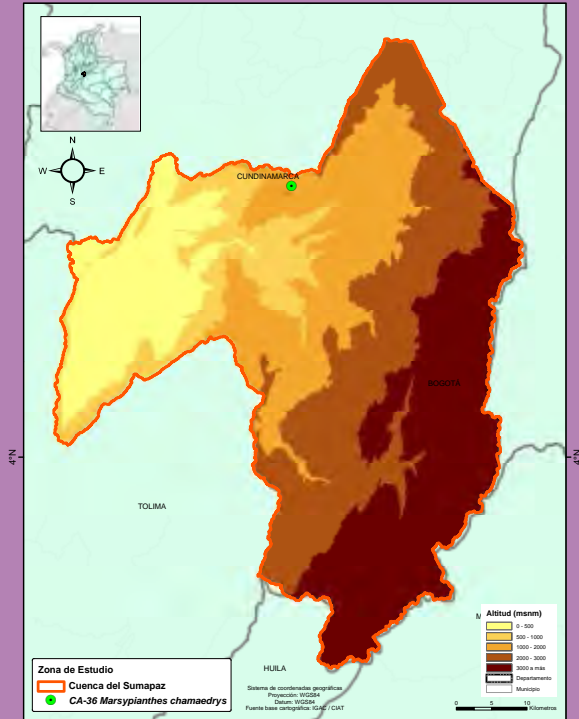 N
W E
S
CUNDINAMARCA
BOGOTÁ
4°N
4°N
TOLIMA
M
HUILA
Altitud (msnm)
0 - 500
500 - 1000
1000 - 2000
2000 - 3000
3000 a más
Departamento
Municipio
Zona de Estudio
Cuenca del Sumapaz
CA-36 Marsypianthes chamaedrys
Sistema de coordenadas geográficas
Proyección: WGS84
Datum: WGS84
Fuente base cartográfica: IGAC / CIAT
0 5 10
Kilometros